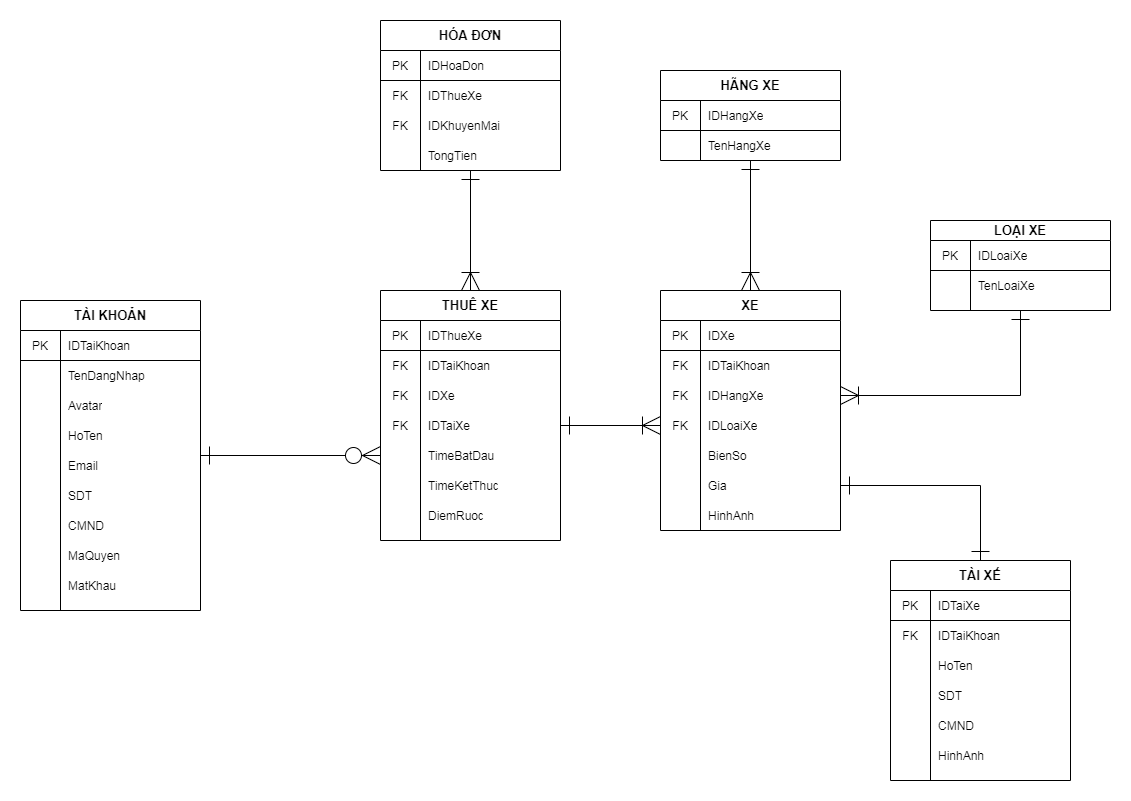 HÓA ĐƠN
PK IDHoaDon
FK IDThueXe
FK IDKhuyenMai
TongTien
HÃNG XE
PK IDHangXe
TenHangXe
LOẠI XE
PK IDLoaiXe
TenLoaiXe
TÀI KHOẢN
PK IDTaiKhoan
TenDangNhap
Avatar
HoTen
Email
SDT
CMND
MaQuyen
MatKhau
THUÊ XE
PK IDThueXe
FK IDTaiKhoan
FK IDXe
FK IDTaiXe
TimeBatDau
TimeKetThuc
DiemRuoc
XE
PK IDXe
FK IDTaiKhoan
FK IDHangXe
FK IDLoaiXe
BienSo
Gia
HinhAnh
TÀI XẾ
PK IDTaiXe
FK IDTaiKhoan
HoTen
SDT
CMND
HinhAnh